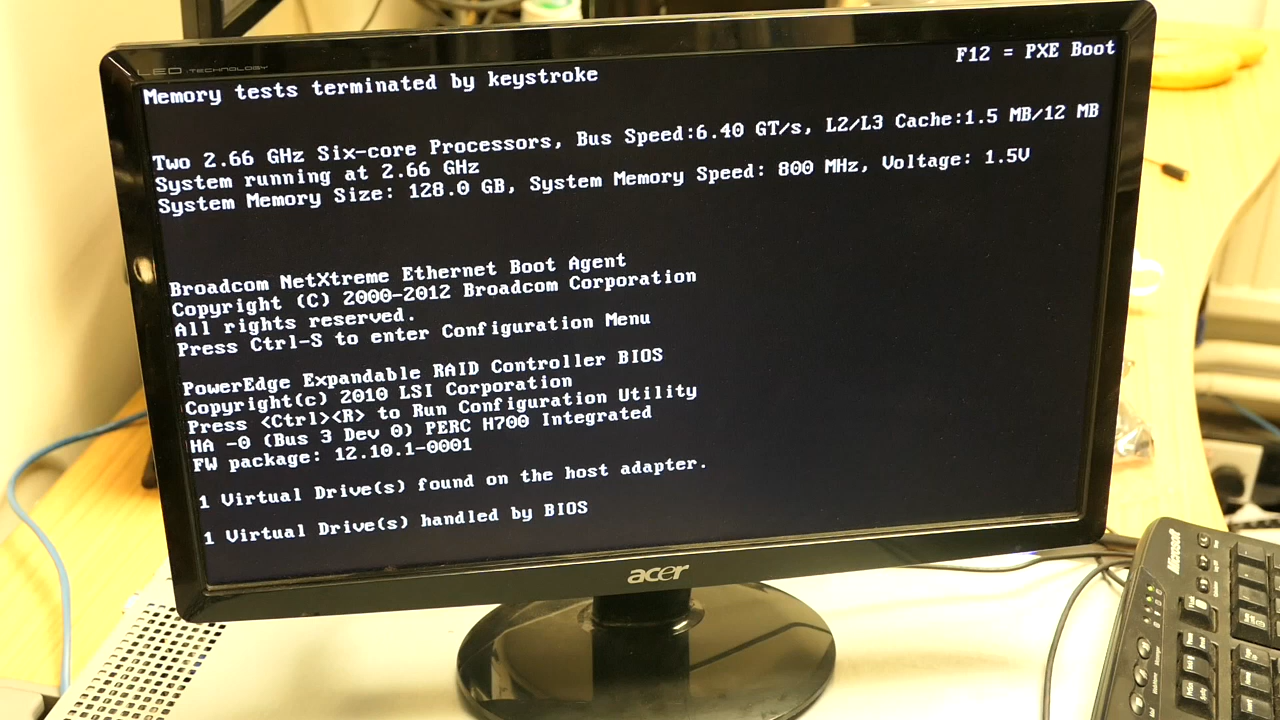 LED TECHNOLOGY
F12 = PXE Boot
Memory tests terminated by keystroke
Two 2.66 GHz Six-core Processors, Bus Speed:6.40 GT/s, L2/L3 Cache:1.5 MB/12 MB
System running at 2.66 GHz
System Memory Size: 128.0 GB, System Memory Speed: 800 MHz, Voltage: 1.5V
Broadcom NetXtreme Ethernet Boot Agent
Copyright (C) 2000-2012 Broadcom Corporation
All rights reserved.
Press Ctrl-S to enter Configuration Menu
PowerEdge Expandable RAID Controller BIOS
Copyright(c) 2010 LSI Corporation
Press <Ctrl><R> to Run Configuration Utility
HA -0 (Bus 3 Dev 0) PERC H700 Integrated
FW package: 12.10.1-0001
1 Virtual Drive(s) found on the host adapter.
1 Virtual Drive(s) handled by BIOS
acer
Microsoft